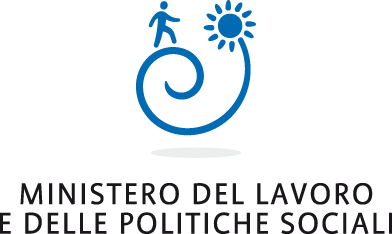 MINISTERO DEL LAVORO
E DELLE POLITICHE SOCIALI